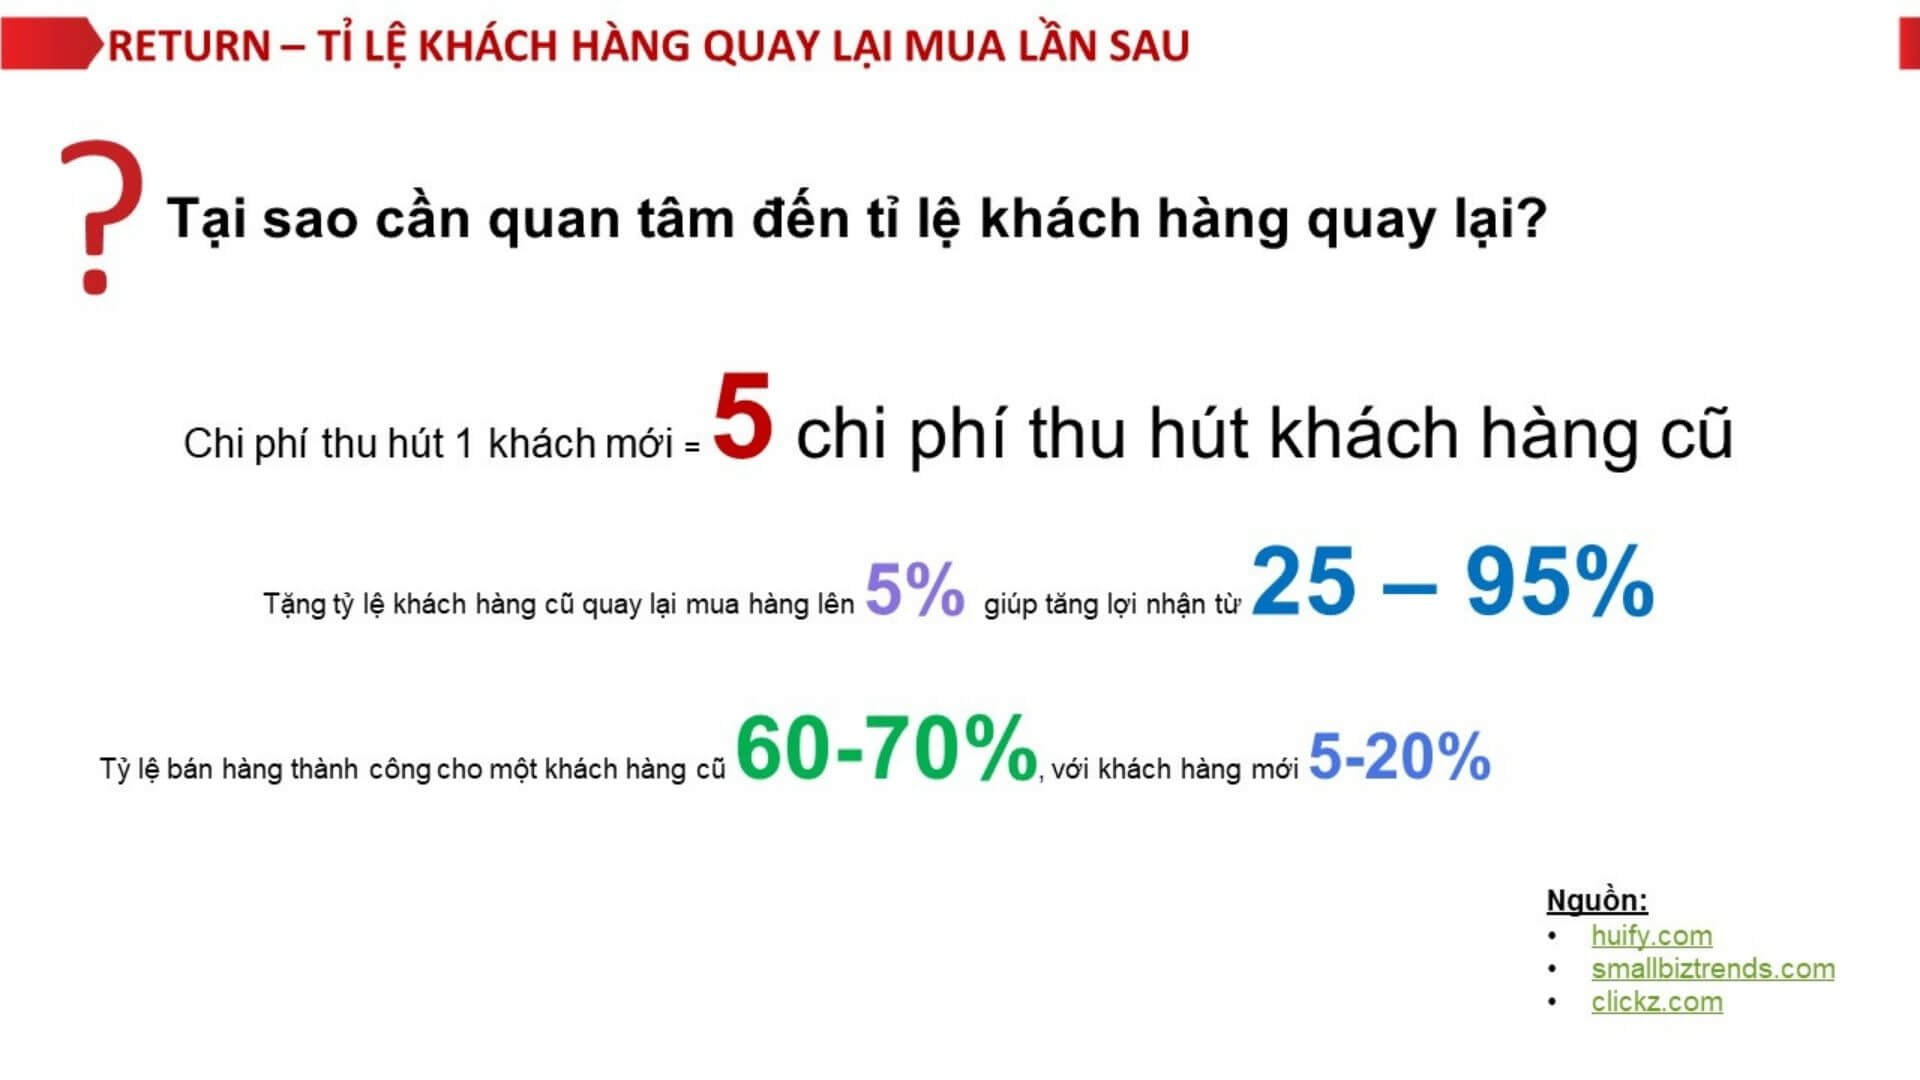 RETURN – TỈ LỆ KHÁCH HÀNG QUAY LẠI MUA LẦN SAU
?
Tại sao cần quan tâm đến tỉ lệ khách hàng quay lại?
Chi phí thu hút 1 khách mới = 5 chi phí thu hút khách hàng cũ
Tặng tỷ lệ khách hàng cũ quay lại mua hàng lên 5% giúp tăng lợi nhận từ 25 – 95%
Tỷ lệ bán hàng thành công cho một khách hàng cũ 60-70%, với khách hàng mới 5-20%
Nguồn:
• huify.com
• smallbiztrends.com
• clickz.com